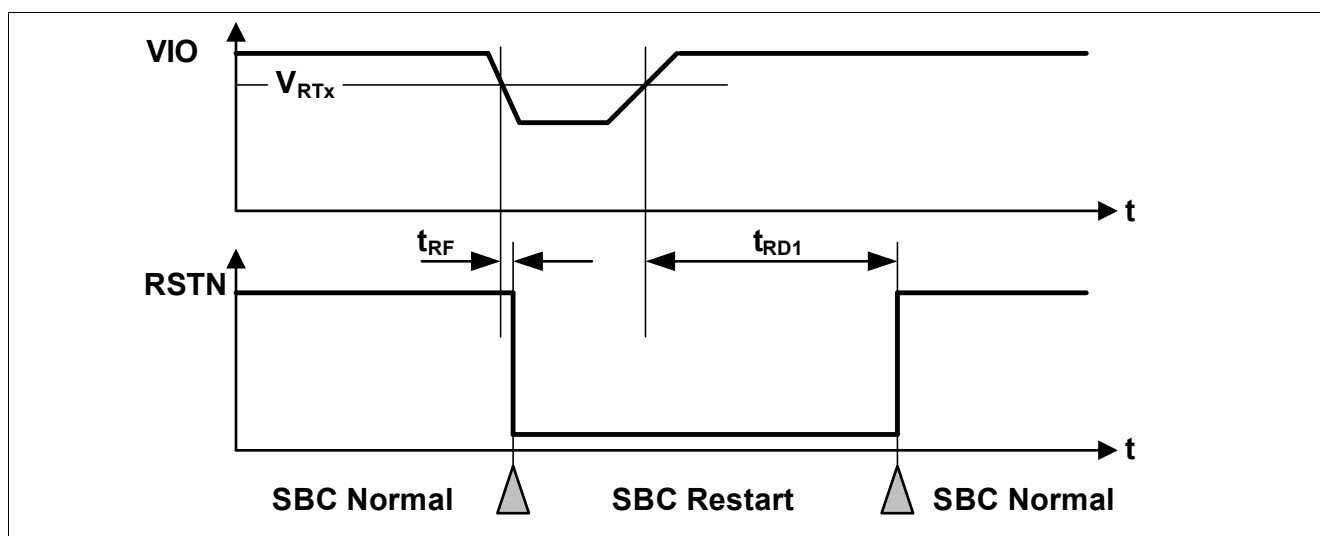 VIO
VRTx
t
tRF
tRD1
RSTN
t
SBC Normal
SBC Restart
SBC Normal